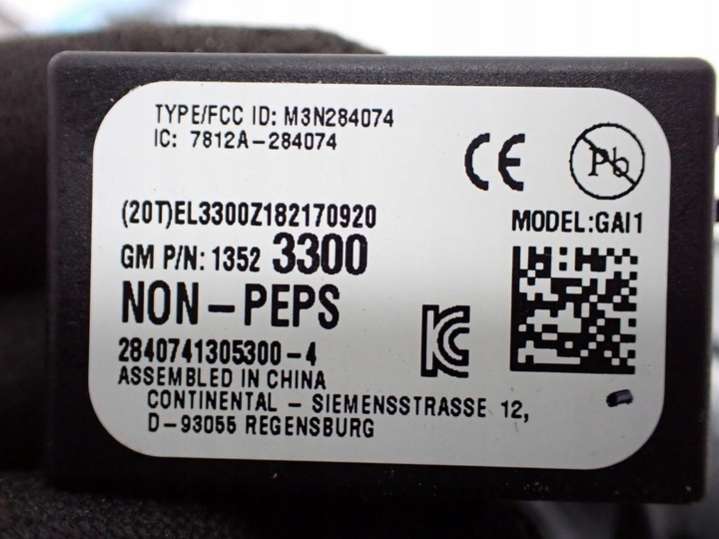 TYPE/FCC ID: M3N284074
IC: 7812A-284074
CE
Pb
(20T)EL3300Z182170920
MODEL:GAI1
GM P/N: 1352 3300
NON-PEPS
2840741305300-4
KC
ASSEMBLED IN CHINA
CONTINENTAL - SIEMENSSTRASSE 12,
D-93055 REGENSBURG